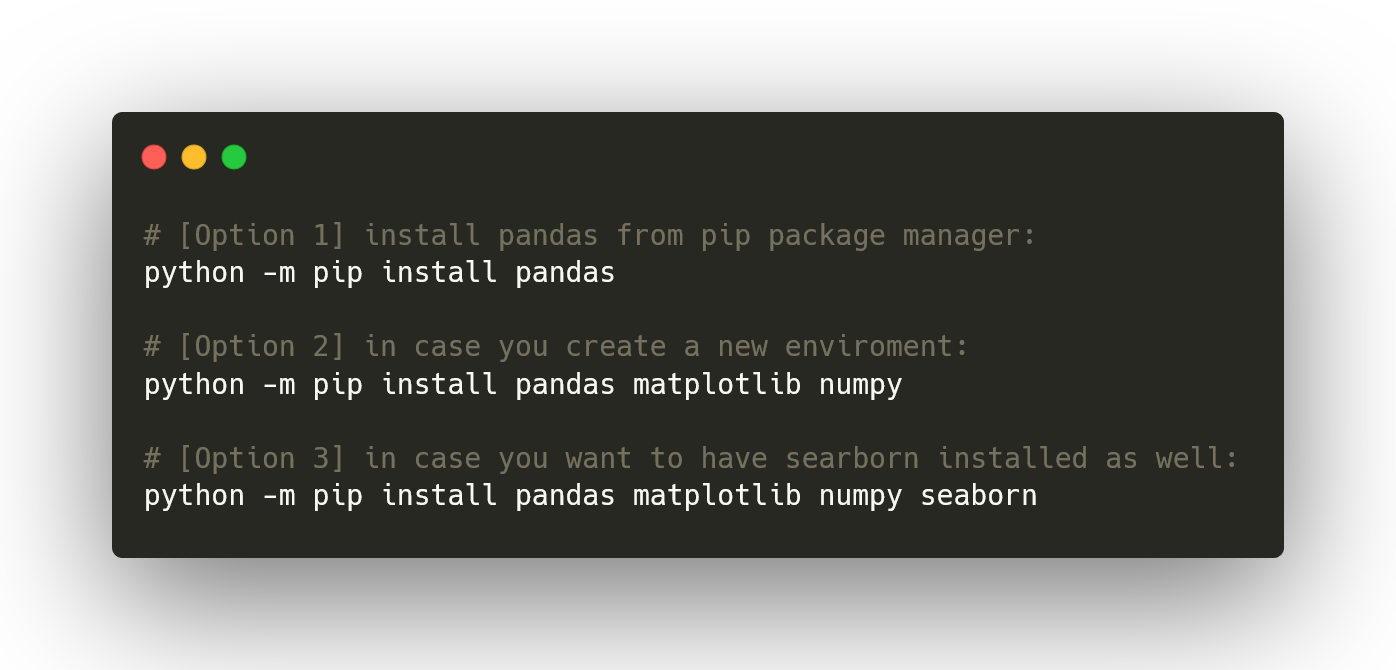 # [Option 1] install pandas from pip package manager:
python -m pip install pandas
# [Option 2] in case you create a new enviroment:
python -m pip install pandas matplotlib numpy
# [Option 3] in case you want to have searborn installed as well:
python -m pip install pandas matplotlib numpy seaborn